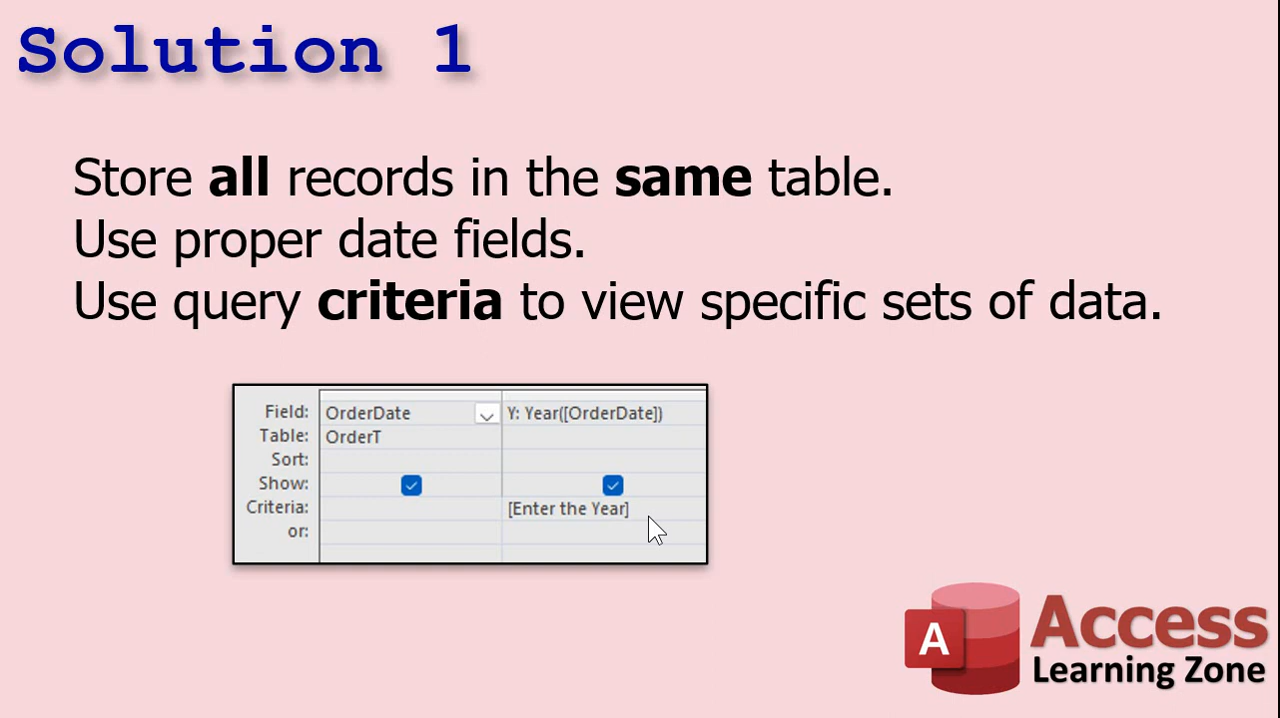 Solution 1
Store all records in the same table.
Use proper date fields.
Use query criteria to view specific sets of data.
Field: OrderDate Y: Year([OrderDate])
Table: OrderT
Sort:
Show:
Criteria: [Enter the Year]
or:
A Access
Learning Zone